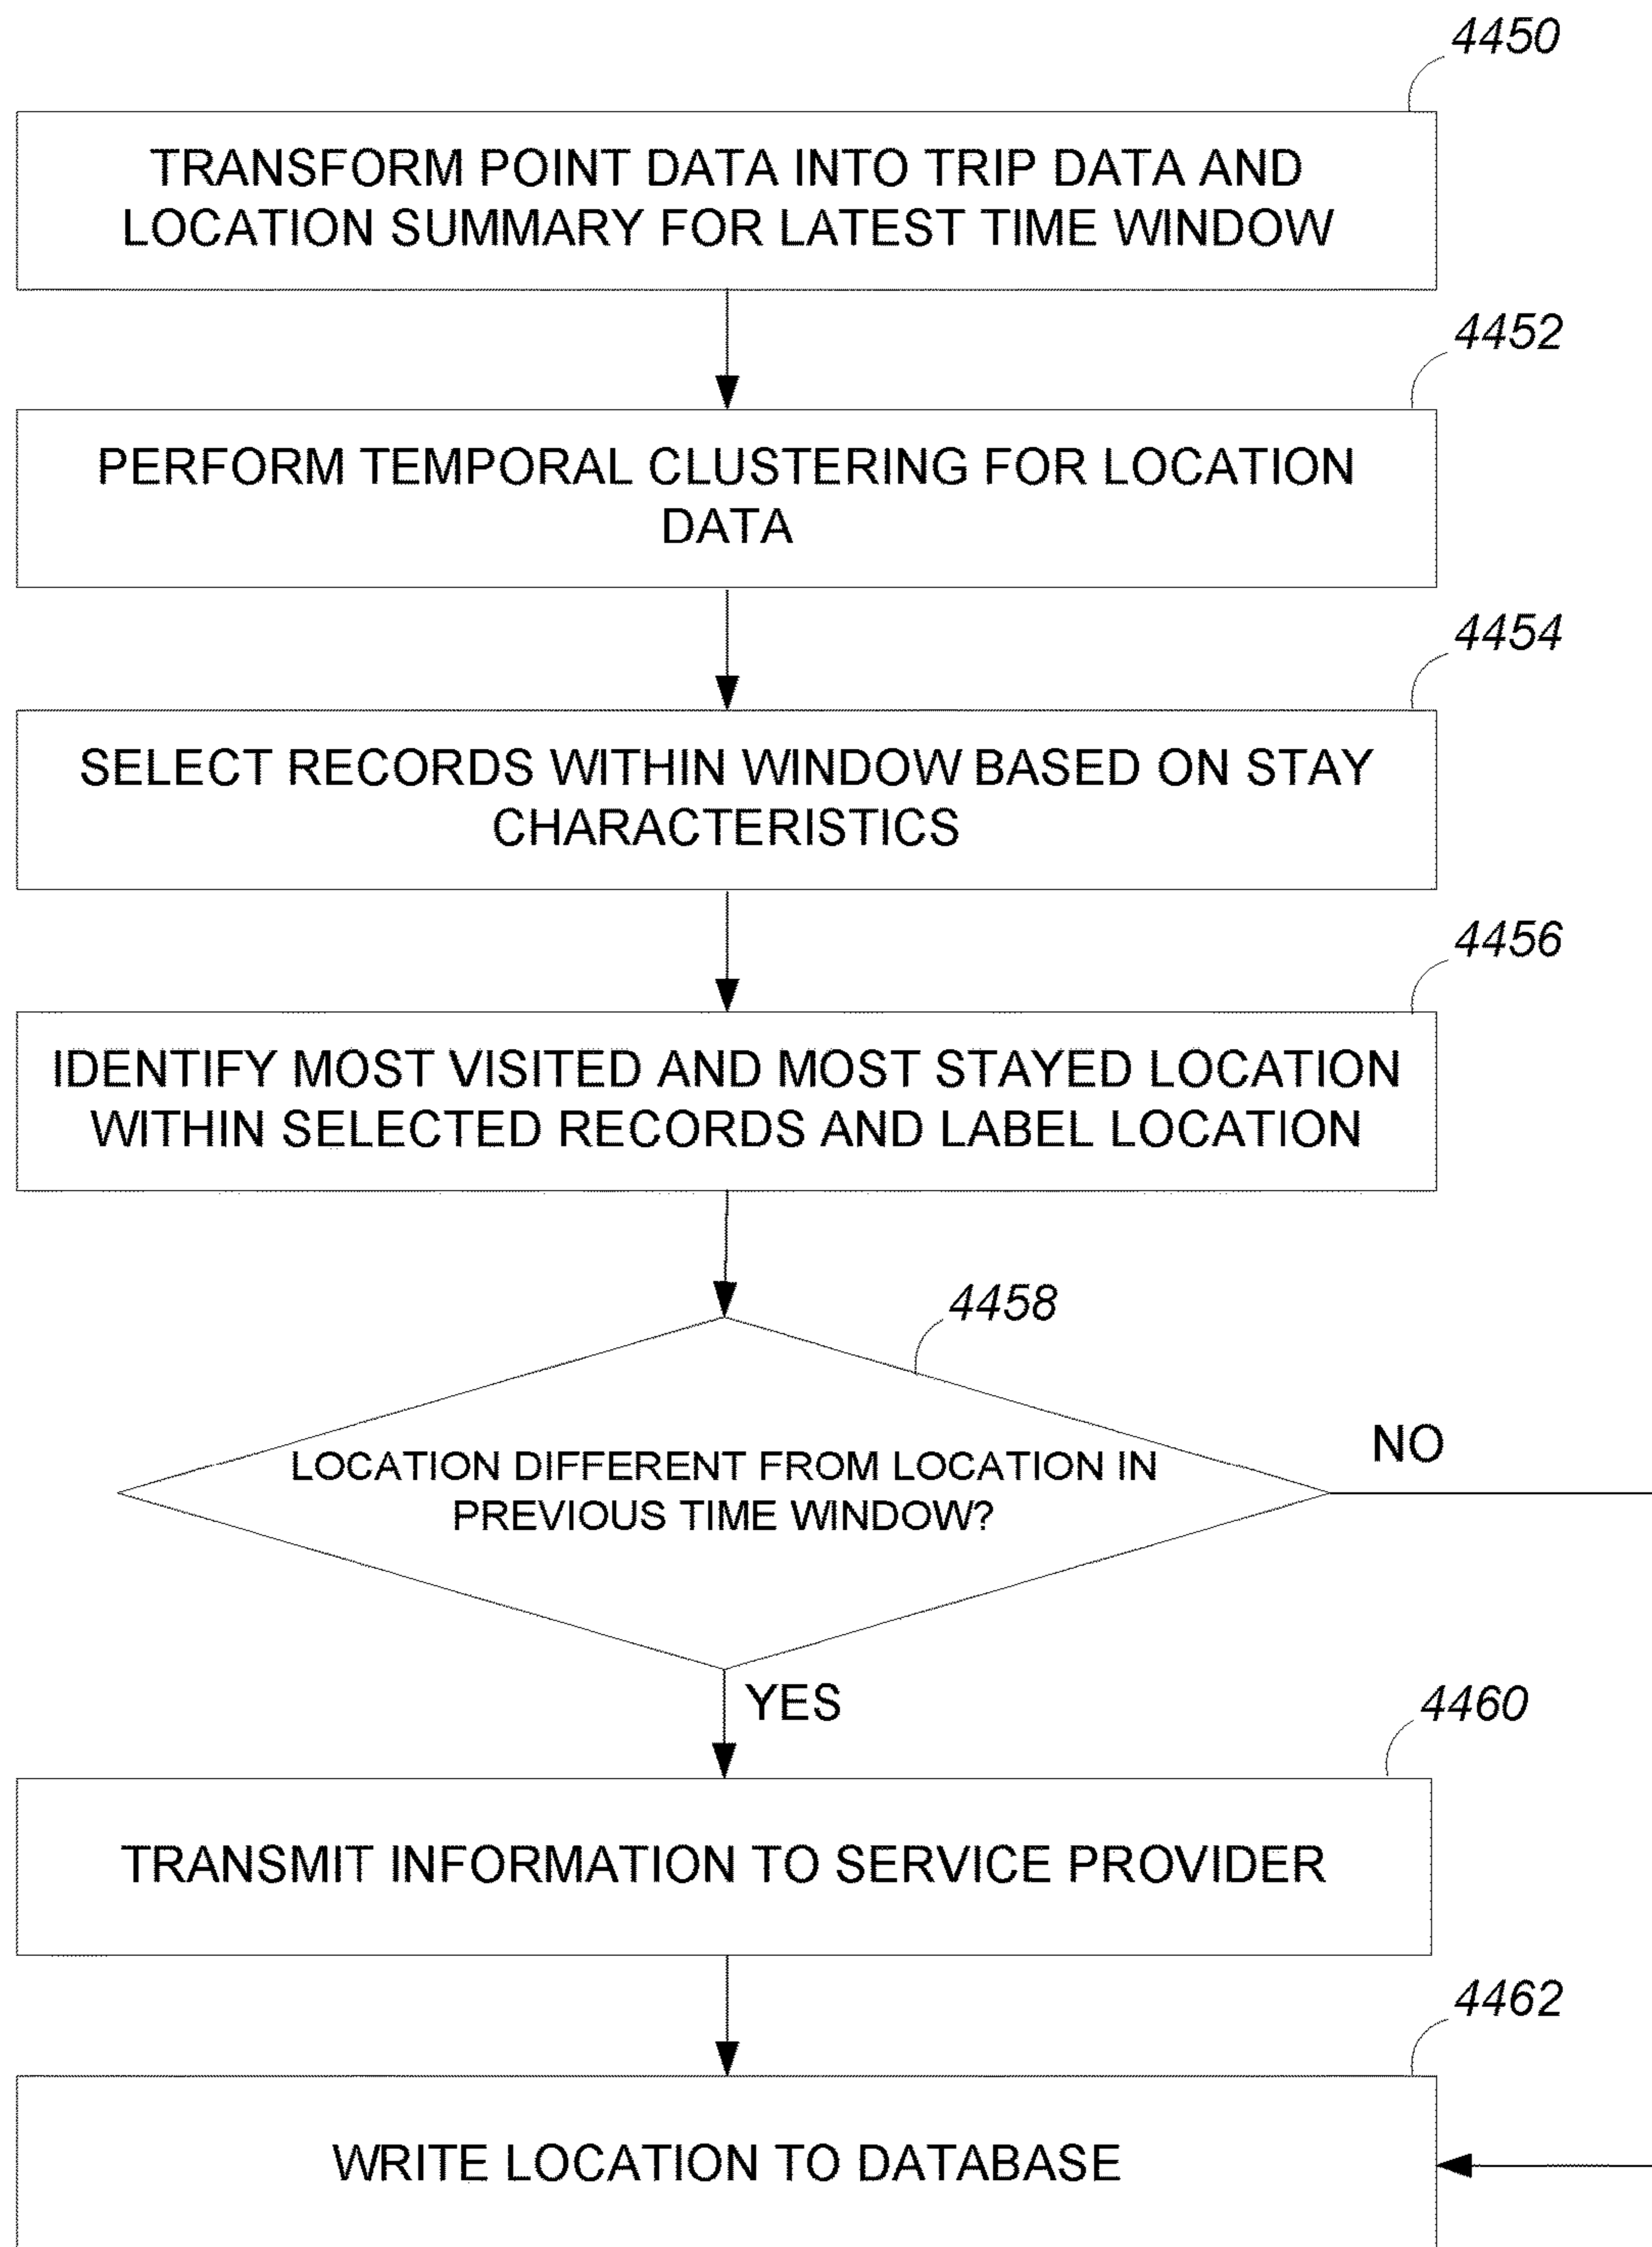 4450
TRANSFORM POINT DATA INTO TRIP DATA AND
LOCATION SUMMARY FOR LATEST TIME WINDOW
4452
PERFORM TEMPORAL CLUSTERING FOR LOCATION
DATA
4454
SELECT RECORDS WITHIN WINDOW BASED ON STAY
CHARACTERISTICS
4456
IDENTIFY MOST VISITED AND MOST STAYED LOCATION
WITHIN SELECTED RECORDS AND LABEL LOCATION
4458
LOCATION DIFFERENT FROM LOCATION IN
PREVIOUS TIME WINDOW?
NO
YES
4460
TRANSMIT INFORMATION TO SERVICE PROVIDER
4462
WRITE LOCATION TO DATABASE